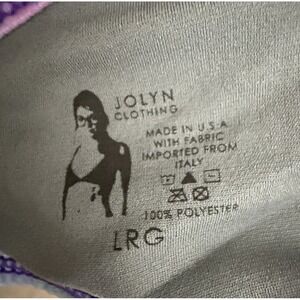 JOLYN
CLOTHING
MADE IN U.S.A
WITH FABRIC
IMPORTED FROM
ITALY
100% POLYESTER
LRG